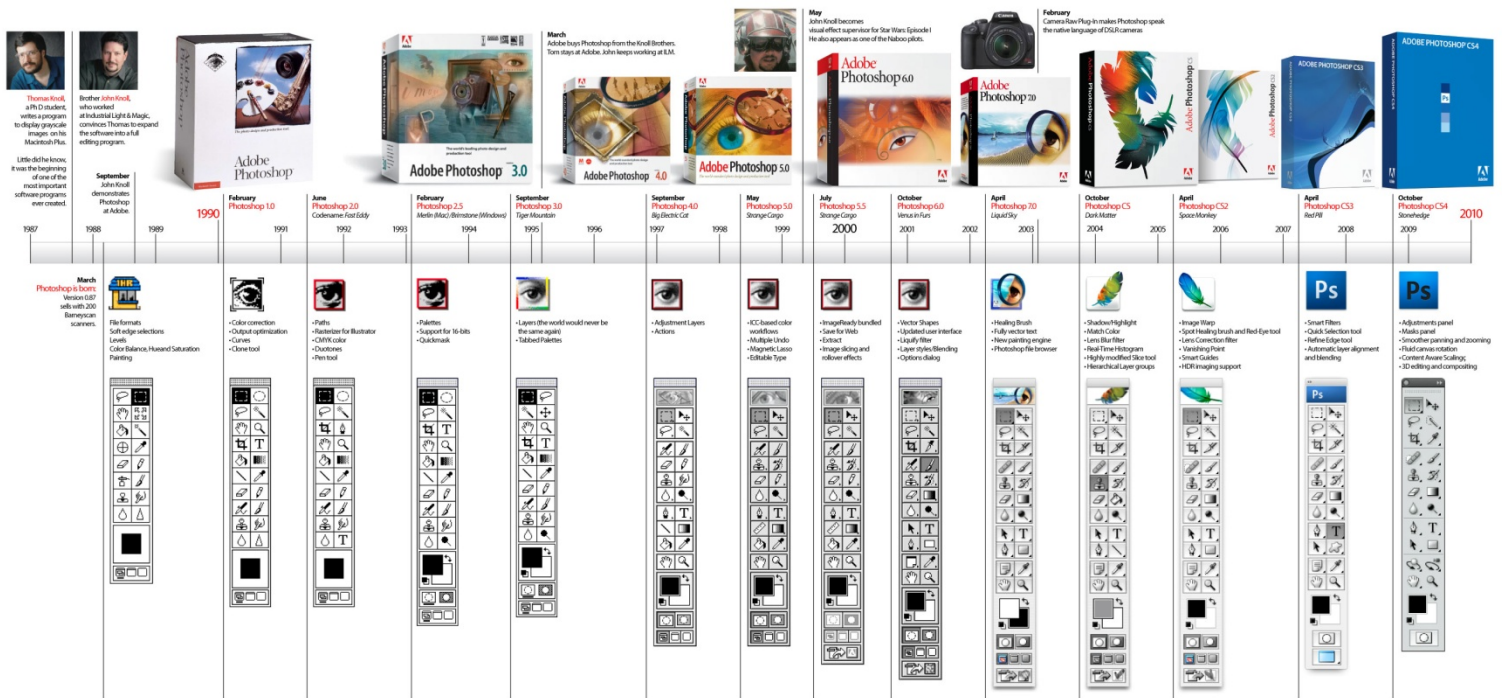 Thomas Knoll,
a Ph D student,
writes a program
to display grayscale
images on his
Macintosh Plus.
Little did he know,
it was the beginning
of one of the
most important
software programs
ever created.
Brother John Knoll,
who worked
at Industrial Light & Magic,
convinces Thomas to expand
the software into a full
editing program.
September
John Knoll
demonstrates
Photoshop
at Adobe.
Adobe
Photoshop
Adobe Photoshop 3.0
March
Adobe buys Photoshop from the Knoll Brothers.
Tom stays at Adobe. John keeps working at ILM.
Adobe Photoshop 4.0
Adobe Photoshop 5.0
May
John Knoll becomes
visual effect supervisor for Star Wars: Episode I
He also appears as one of the Naboo pilots.
Adobe
Photoshop 6.0
February
Camera Raw Plug-In makes Photoshop speak
the native language of DSLR cameras
Adobe
Photoshop 7.0
Adobe Photoshop CS
Adobe Photoshop CS2
ADOBE PHOTOSHOP CS3
ADOBE PHOTOSHOP CS4
Ps
1990
February
Photoshop 1.0
June
Photoshop 2.0
Codename: Fast Eddy
February
Photoshop 2.5
Merlin (Mac)/Brimstone (Windows)
September
Photoshop 3.0
Tiger Mountain
September
Photoshop 4.0
Big Electric Cat
May
Photoshop 5.0
Strange Cargo
July
Photoshop 5.5
Strange Cargo
October
Photoshop 6.0
Venus in Furs
April
Photoshop 7.0
Liquid Sky
October
Photoshop CS
Dark Matter
April
Photoshop CS2
Space Monkey
April
Photoshop CS3
Red Pill
October
Photoshop CS4
Stonehedge
2010
1987 1988 1989 1991 1992 1993 1994 1995 1996 1997 1998 1999 2000 2001 2002 2003 2004 2005 2006 2007 2008 2009
March
Photoshop is born:
Version 0.87
sells with 200
Barneyscan
scanners.
IHR
File formats
Soft edge selections
Levels
Color Balance, Hue and Saturation
Painting
• Color correction
• Output optimization
• Curves
• Clone tool
• Paths
• Rasterizer for Illustrator
• CMYK color
• Duotones
• Pen tool
• Palettes
• Support for 16-bits
• Quickmask
• Layers (the world would never be
the same again)
• Tabbed Palettes
• Adjustment Layers
• Actions
• ICC-based color
workflows
• Multiple Undo
• Magnetic Lasso
• Editable Type
• ImageReady bundled
• Save for Web
• Extract
• Image slicing and
rollover effects
• Vector Shapes
• Updated user interface
• Liquify filter
• Layer styles/Blending
• Options dialog
• Healing Brush
• Fully vector text
• New painting engine
• Photoshop file browser
• Shadow/Highlight
• Match Color
• Lens Blur filter
• Real-Time Histogram
• Highly modified Slice tool
• Hierarchical Layer groups
• Image Warp
• Spot Healing brush and Red-Eye tool
• Lens Correction filter
• Vanishing Point
• Smart Guides
• HDR imaging support
Ps
• Smart Filters
• Quick Selection tool
• Refine Edge tool
• Automatic layer alignment
and blending
Ps
• Adjustments panel
• Masks panel
• Smoother panning and zooming
• Fluid canvas rotation
• Content Aware Scaling;
• 3D editing and compositing
Ps